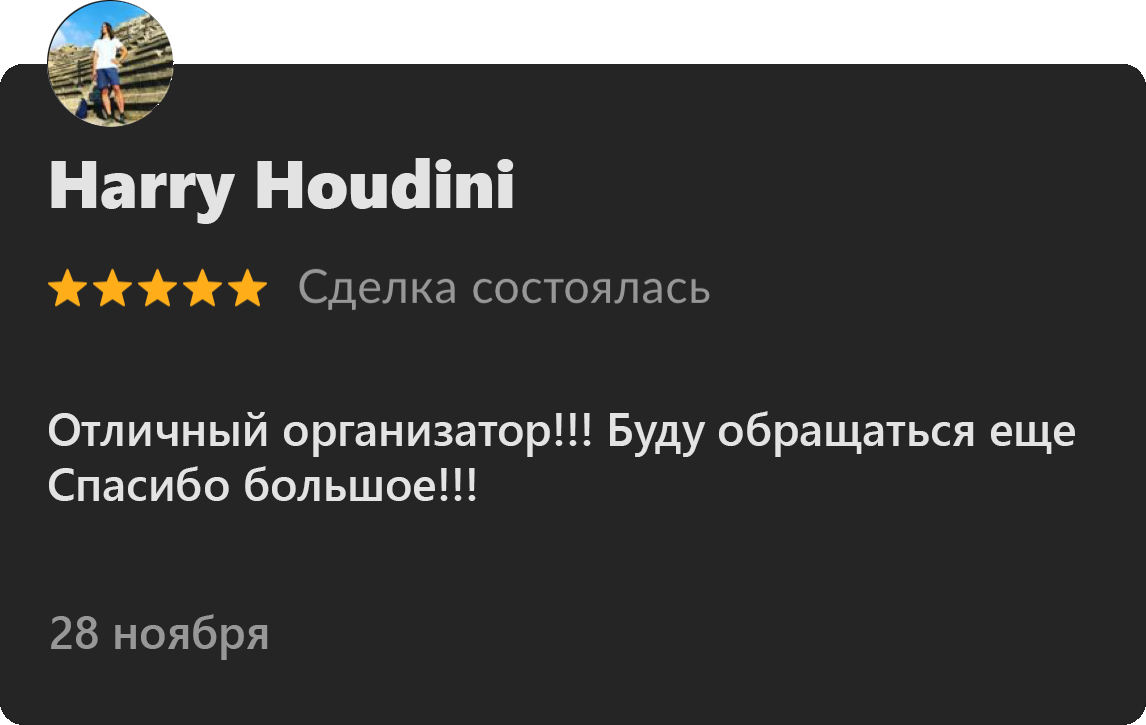 Harry Houdini
Сделка состоялась
Отличный организатор!!! Буду обращаться еще
Спасибо большое!!!
28 ноября